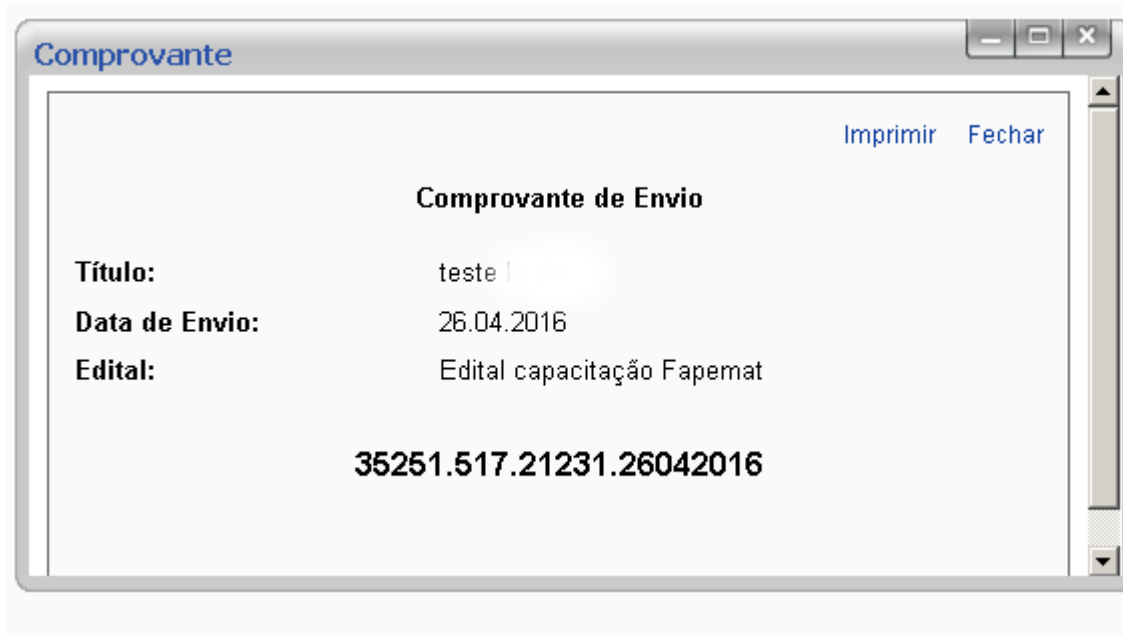 Comprovante
Imprimir Fechar
Comprovante de Envio
Título: teste
Data de Envio: 26.04.2016
Edital: Edital capacitação Fapemat
35251.517.21231.26042016